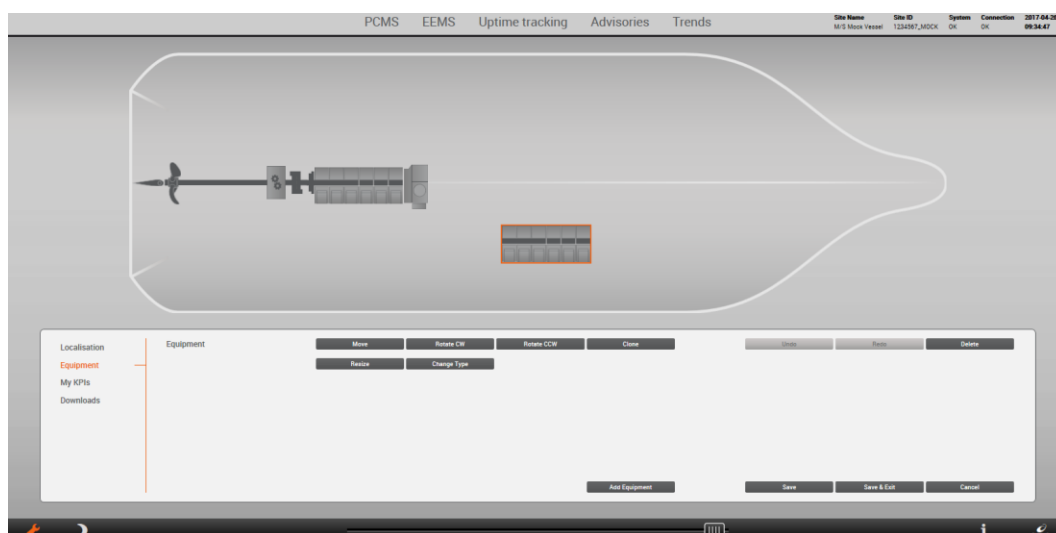 PCMS EEMS Uptime tracking Advisories Trends
Site Name Site ID System Connection 2017-04-26
M/S Mock Vessel 1234567_MOCK OK OK 09:34:47
Localisation
Equipment
My KPIs
Downloads
Equipment
Move Rotate CW Rotate CCW Clone Undo Redo Delete
Resize Change Type
Add Equipment Save Save & Exit Cancel